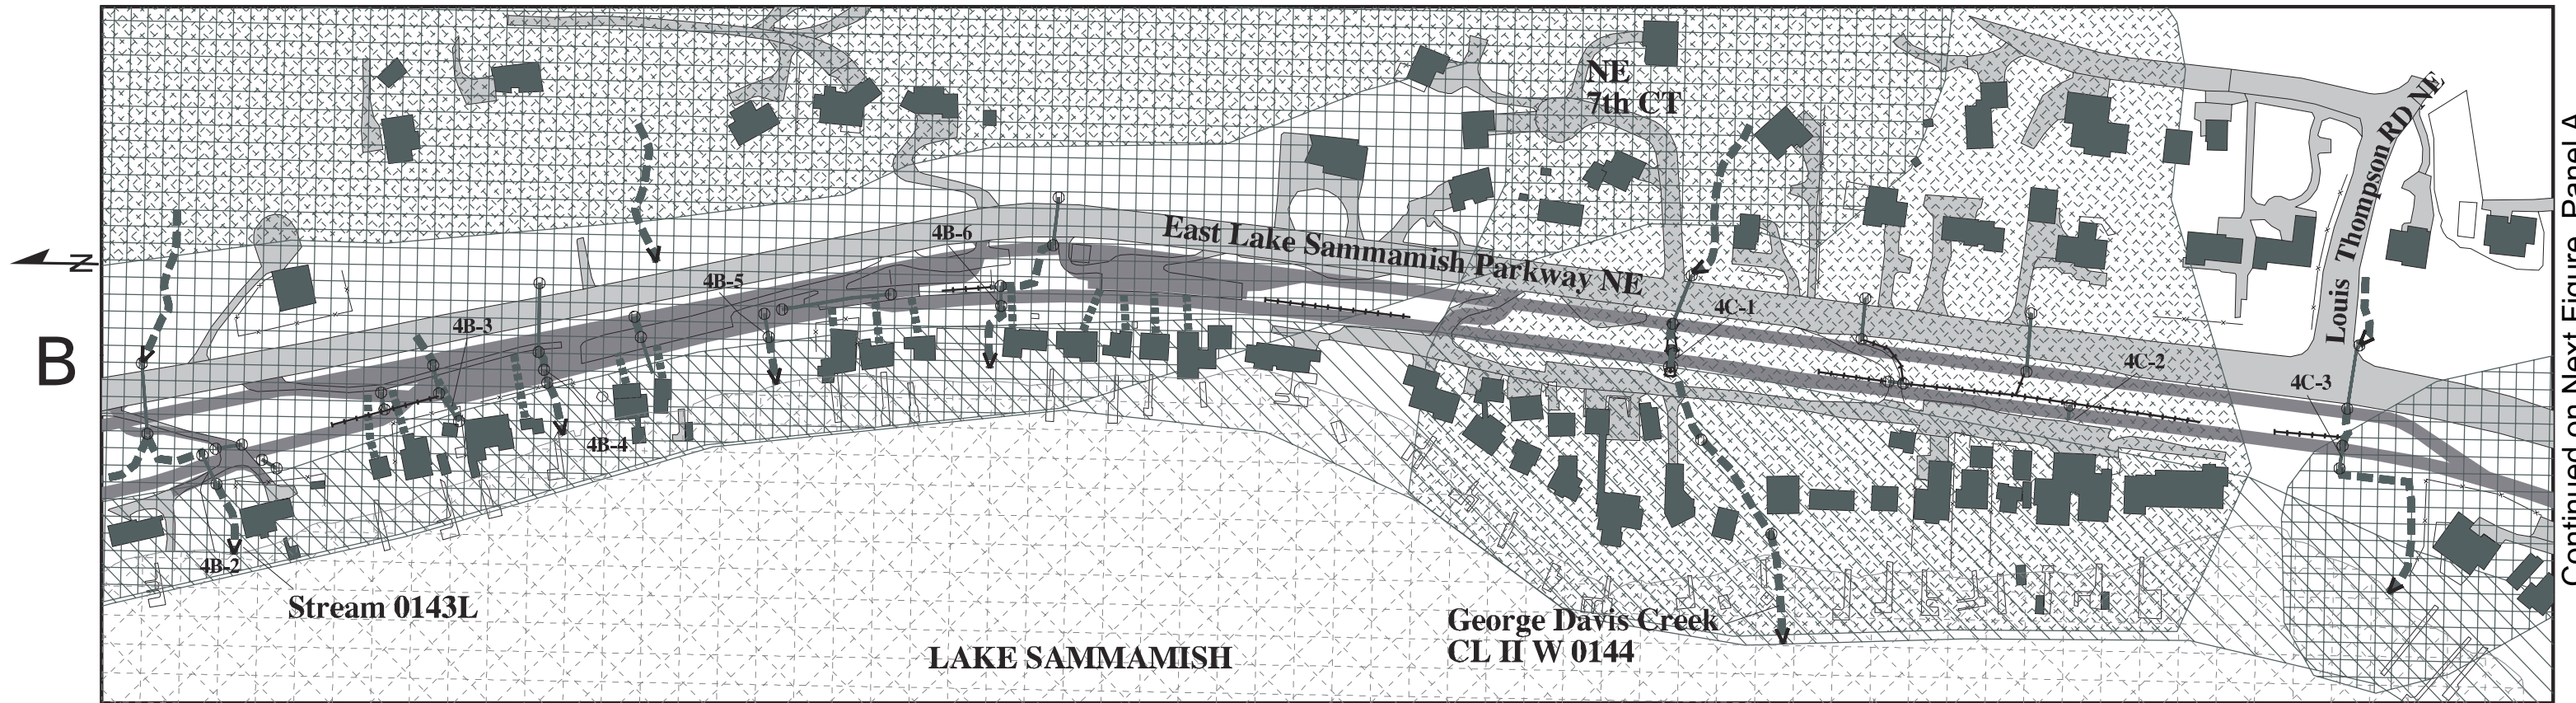 NE
7th CT
Louis Thompson RD NE
East Lake Sammamish Parkway NE
N
B
4B-6
4B-5
4B-3
4B-4
4B-2
4C-1
4C-2
4C-3
Stream 0143L
George Davis Creek
CL II W 0144
LAKE SAMMAMISH
Continued on Next Figure, Panel A